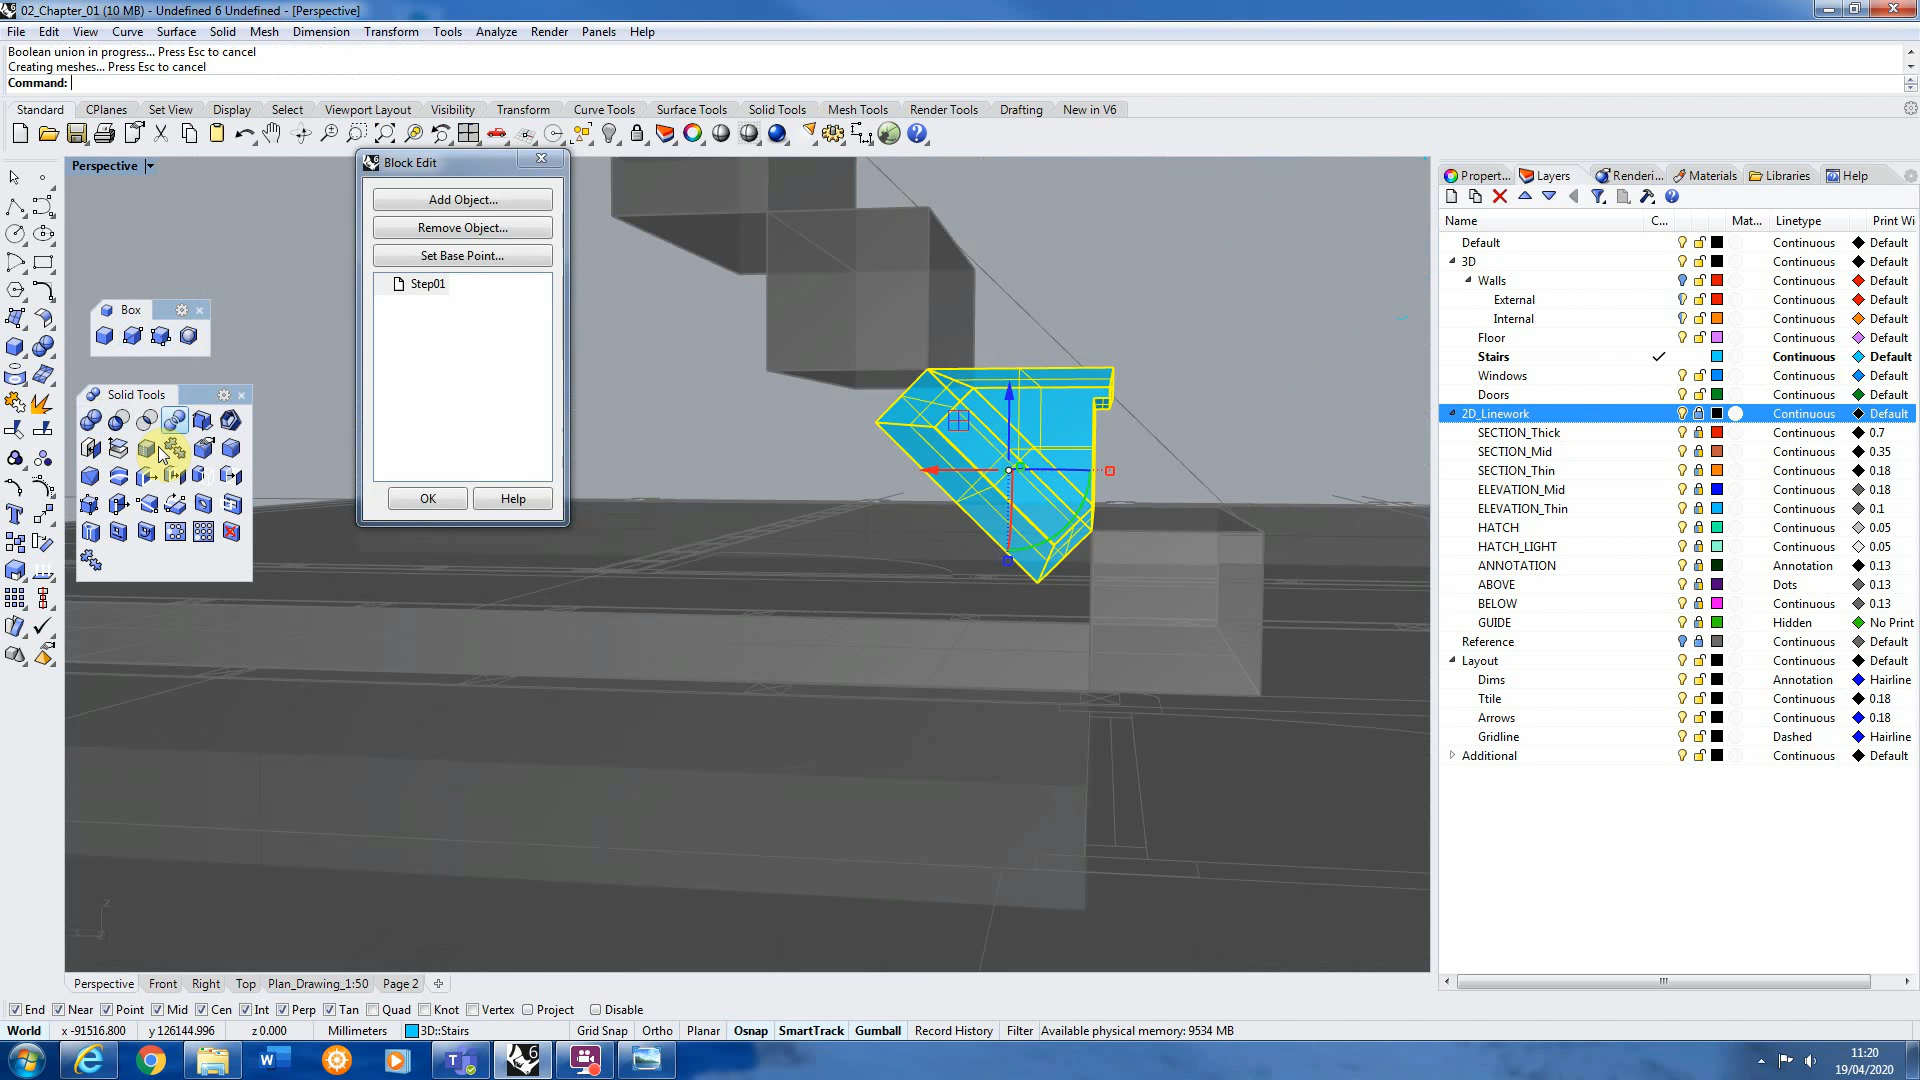 02_Chapter_01 (10 MB) - Undefined 6 Undefined - [Perspective]
File Edit View Curve Surface Solid Mesh Dimension Transform Tools Analyze Render Panels Help
Boolean union in progress... Press Esc to cancel
Creating meshes... Press Esc to cancel
Command:
Standard CPlanes Set View Display Select Viewport Layout Visibility Transform Curve Tools Surface Tools Solid Tools Mesh Tools Render Tools Drafting New in V6
Perspective
Block Edit
Add Object...
Remove Object...
Set Base Point...
Step01
OK Help
Box
Solid Tools
Propert... Layers Renderi... Materials Libraries Help
Name C... Mat... Linetype Print Wi
Default Continuous Default
3D Continuous Default
Walls Continuous Default
External Continuous Default
Internal Continuous Default
Floor Continuous Default
Stairs Continuous Default
Windows Continuous Default
Doors Continuous Default
2D_Linework Continuous Default
SECTION_Thick Continuous 0.7
SECTION_Mid Continuous 0.35
SECTION_Thin Continuous 0.18
ELEVATION_Mid Continuous 0.18
ELEVATION_Thin Continuous 0.1
HATCH Continuous 0.05
HATCH_LIGHT Continuous 0.05
ANNOTATION Annotation 0.13
ABOVE Dots 0.13
BELOW Continuous 0.13
GUIDE Hidden No Print
Reference Continuous Default
Layout Continuous Default
Dims Annotation Hairline
Ttile Continuous 0.18
Arrows Continuous 0.18
Gridline Dashed Hairline
Additional Continuous Default
z
x
Perspective Front Right Top Plan_Drawing_1:50 Page 2
End Near Point Mid Cen Int Perp Tan Quad Knot Vertex Project Disable
World x -91516.800 y 126144.996 z 0.000 Millimeters 3D::Stairs Grid Snap Ortho Planar Osnap SmartTrack Gumball Record History Filter Available physical memory: 9534 MB
11:20
19/04/2020